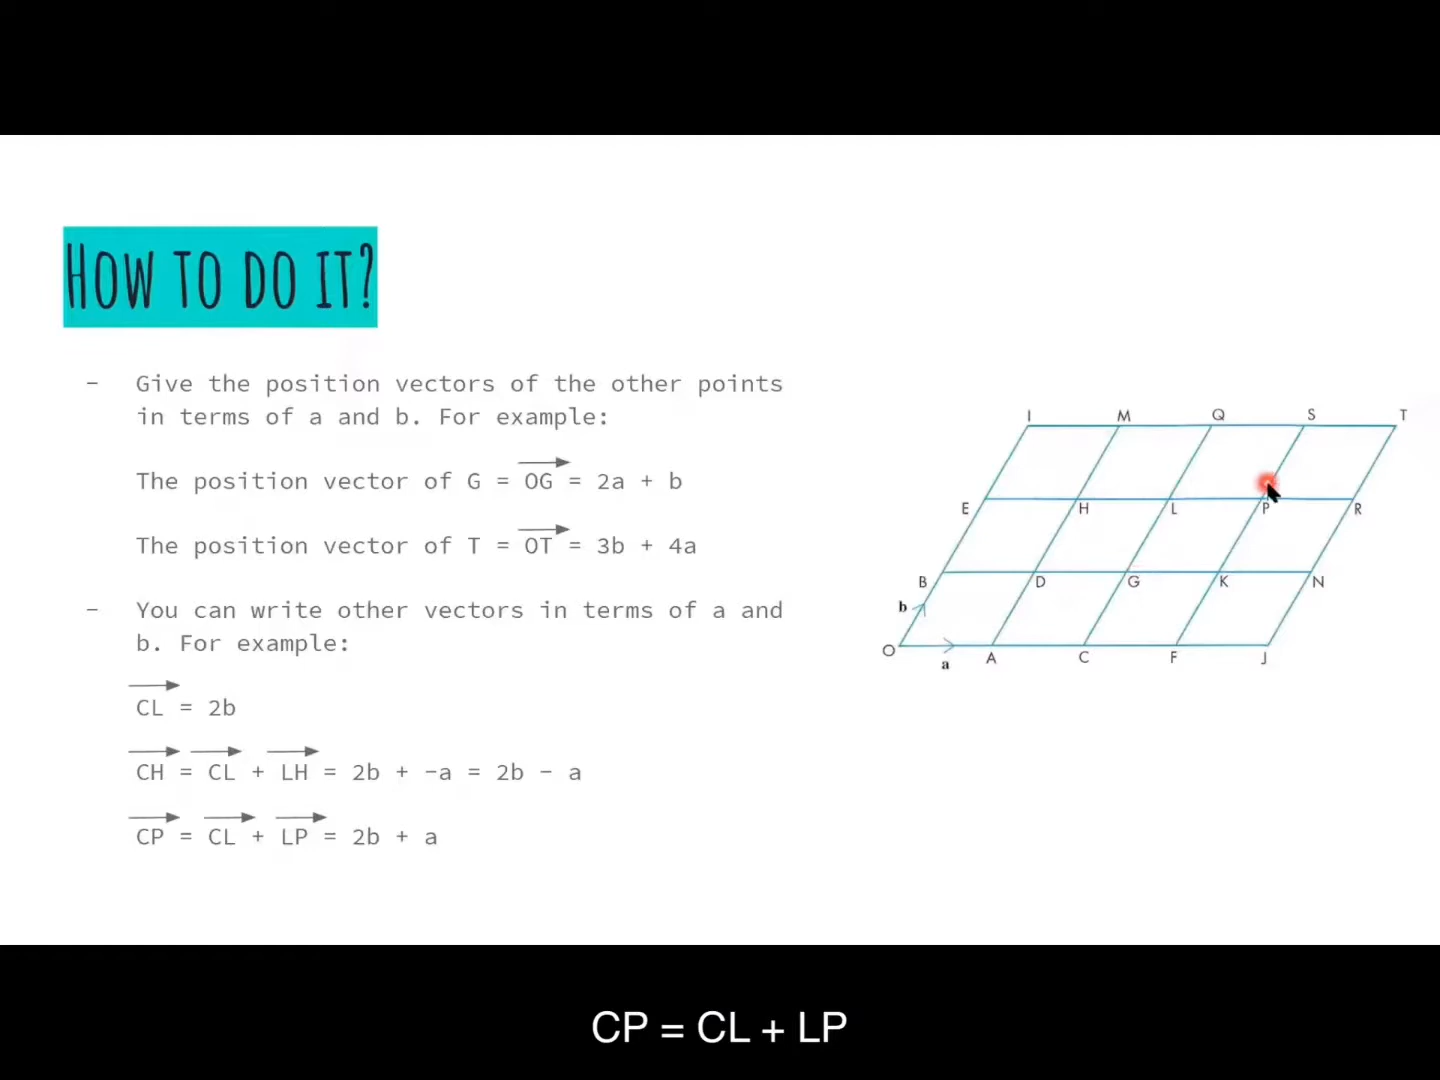 How to do it?
- Give the position vectors of the other points
in terms of a and b. For example:
The position vector of G = OG = 2a + b
The position vector of T = OT = 3b + 4a
- You can write other vectors in terms of a and
b. For example:
CL = 2b
CH = CL + LH = 2b + -a = 2b - a
CP = CL + LP = 2b + a
I M Q S T
E H L P R
B D G K N
b
O A C F J
a
CP = CL + LP